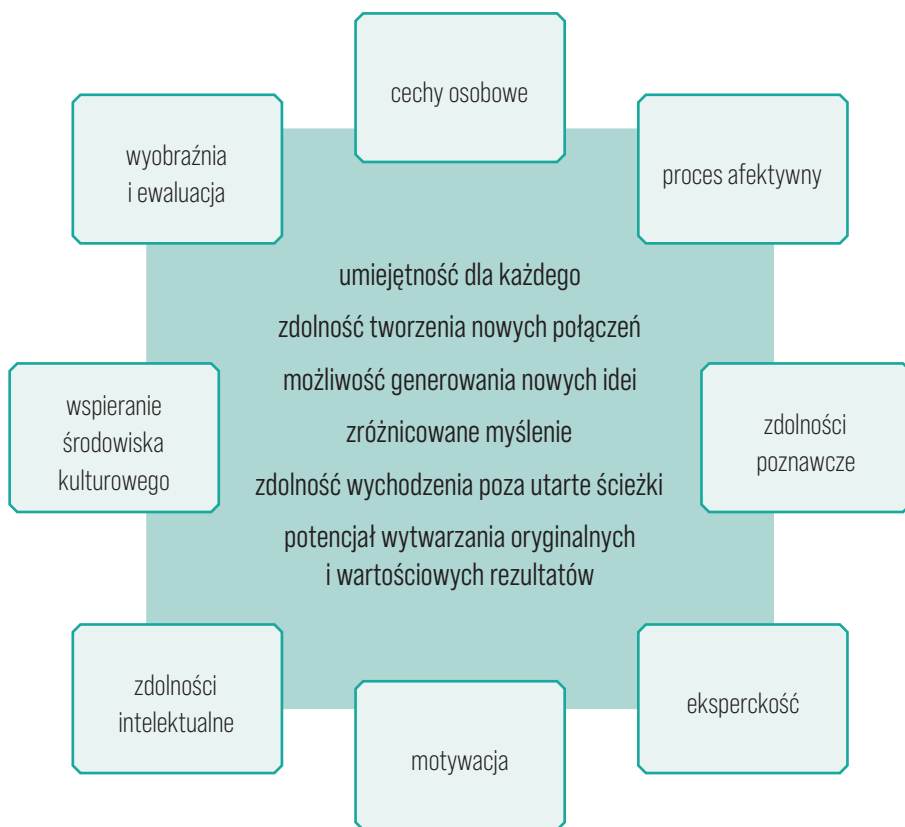 cechy osobowe
wyobraźnia
i ewaluacja
proces afektywny
umiejętność dla każdego
zdolność tworzenia nowych połączeń
możliwość generowania nowych idei
zróżnicowane myślenie
zdolność wychodzenia poza utarte ścieżki
potencjał wytwarzania oryginalnych
i wartościowych rezultatów
wspieranie
środowiska
kulturowego
zdolności
poznawcze
zdolności
intelektualne
motywacja
eksperckość